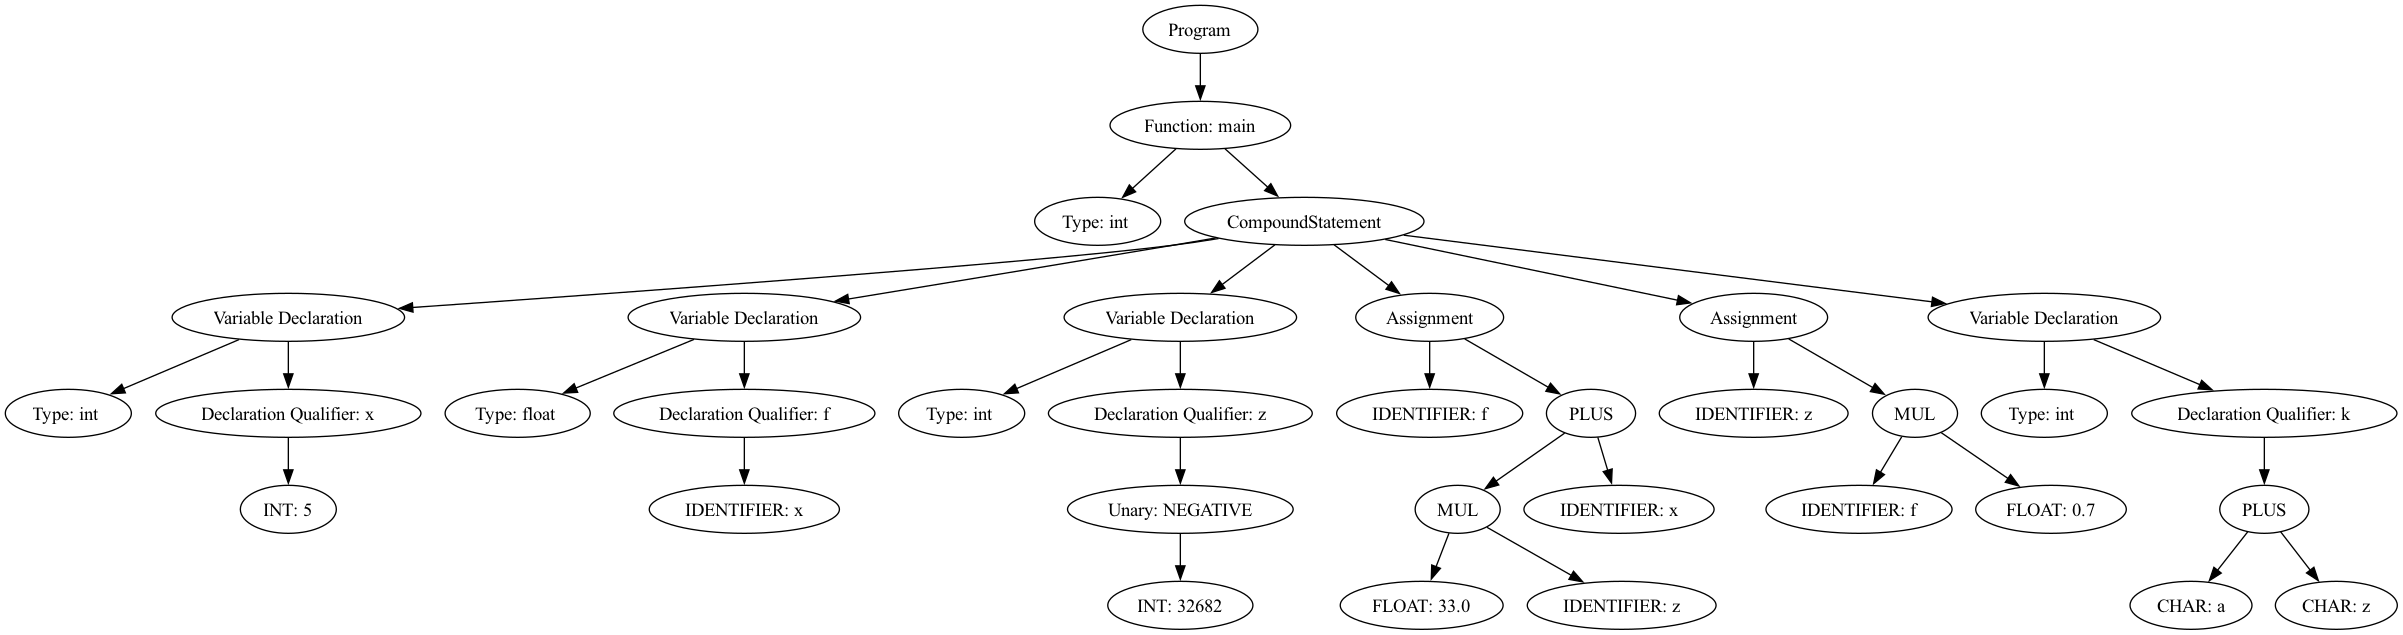 Program
Function: main
Type: int
CompoundStatement
Variable Declaration
Variable Declaration
Variable Declaration
Assignment
Assignment
Variable Declaration
Type: int
Declaration Qualifier: x
Type: float
Declaration Qualifier: f
Type: int
Declaration Qualifier: z
IDENTIFIER: f
PLUS
IDENTIFIER: z
MUL
Type: int
Declaration Qualifier: k
INT: 5
IDENTIFIER: x
Unary: NEGATIVE
MUL
IDENTIFIER: x
IDENTIFIER: f
FLOAT: 0.7
PLUS
INT: 32682
FLOAT: 33.0
IDENTIFIER: z
CHAR: a
CHAR: z